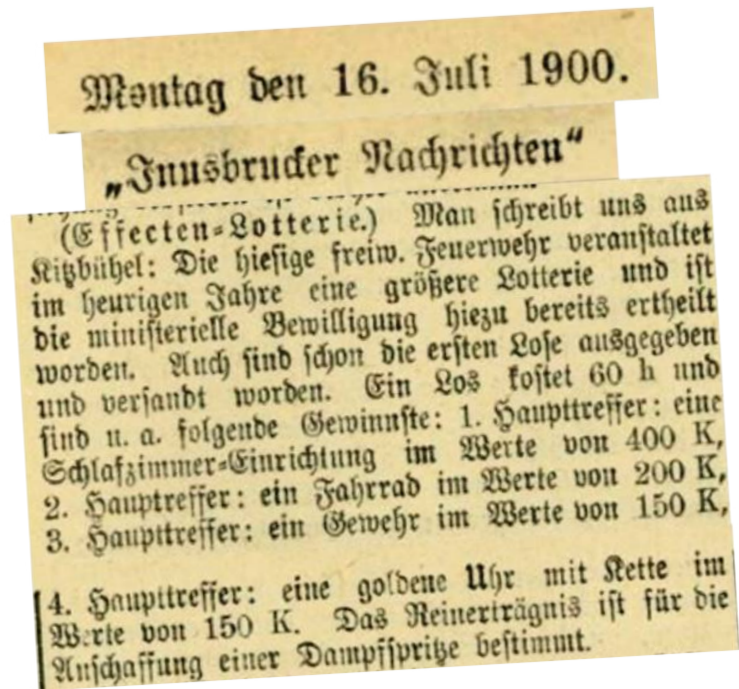 Montag den 16. Juli 1900.
„Innsbrucker Nachrichten“
(Effecten-Lotterie.) Man schreibt uns aus
Kitzbühel: Die hiesige freiw. Feuerwehr veranstaltet
im heurigen Jahre eine größere Lotterie und ist
die ministerielle Bewilligung hiezu bereits ertheilt
worden. Auch sind schon die ersten Lose ausgegeben
und versandt worden. Ein Los kostet 60 h und
sind u. a. folgende Gewinnste: 1. Haupttreffer: eine
Schlafzimmer-Einrichtung im Werte von 400 K,
2. Hauptreffer: ein Fahrrad im Werte von 200 K,
3. Haupttreffer: ein Gewehr im Werte von 150 K,
4. Haupttreffer: eine goldene Uhr mit Kette im
Werte von 150 K. Das Reinerträgnis ist für die
Anschaffung einer Dampfspritze bestimmt.